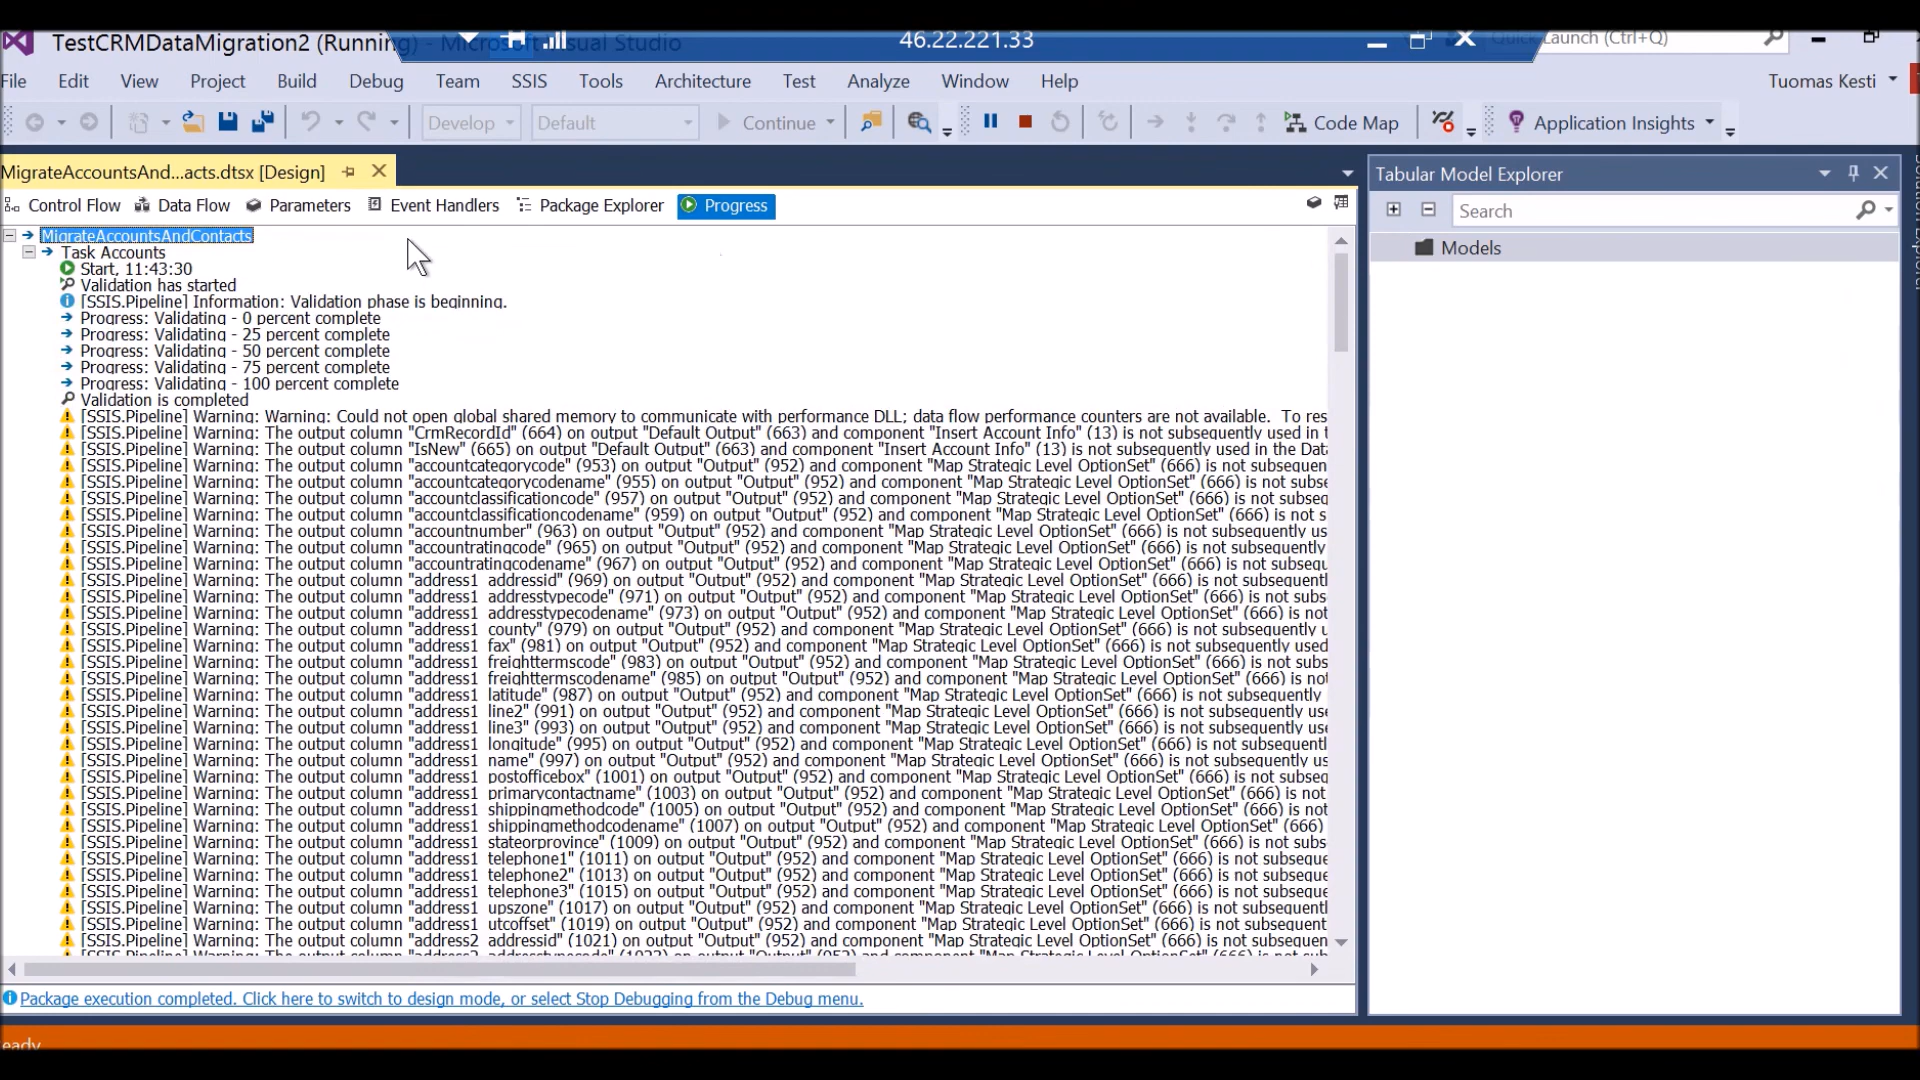 TestCRMDataMigration2 (Running) - Microsoft Visual Studio
46.22.221.33
Quick Launch (Ctrl+Q)
File Edit View Project Build Debug Team SSIS Tools Architecture Test Analyze Window Help
Tuomas Kesti
Develop Default Continue Code Map Application Insights
MigrateAccountsAnd...acts.dtsx [Design]
Control Flow Data Flow Parameters Event Handlers Package Explorer Progress
MigrateAccountsAndContacts
Task Accounts
Start, 11:43:30
Validation has started
[SSIS.Pipeline] Information: Validation phase is beginning.
Progress: Validating - 0 percent complete
Progress: Validating - 25 percent complete
Progress: Validating - 50 percent complete
Progress: Validating - 75 percent complete
Progress: Validating - 100 percent complete
Validation is completed
[SSIS.Pipeline] Warning: Warning: Could not open global shared memory to communicate with performance DLL; data flow performance counters are not available. To res
[SSIS.Pipeline] Warning: The output column "CrmRecordId" (664) on output "Default Output" (663) and component "Insert Account Info" (13) is not subsequently used in t
[SSIS.Pipeline] Warning: The output column "IsNew" (665) on output "Default Output" (663) and component "Insert Account Info" (13) is not subsequently used in the Dat
[SSIS.Pipeline] Warning: The output column "accountcategorycode" (953) on output "Output" (952) and component "Map Strategic Level OptionSet" (666) is not subsequen
[SSIS.Pipeline] Warning: The output column "accountcategorycodename" (955) on output "Output" (952) and component "Map Strategic Level OptionSet" (666) is not subs
[SSIS.Pipeline] Warning: The output column "accountclassificationcode" (957) on output "Output" (952) and component "Map Strategic Level OptionSet" (666) is not subse
[SSIS.Pipeline] Warning: The output column "accountclassificationcodename" (959) on output "Output" (952) and component "Map Strategic Level OptionSet" (666) is not s
[SSIS.Pipeline] Warning: The output column "accountnumber" (963) on output "Output" (952) and component "Map Strategic Level OptionSet" (666) is not subsequently
[SSIS.Pipeline] Warning: The output column "accountratingcode" (965) on output "Output" (952) and component "Map Strategic Level OptionSet" (666) is not subsequently
[SSIS.Pipeline] Warning: The output column "accountratingcodename" (967) on output "Output" (952) and component "Map Strategic Level OptionSet" (666) is not subseq
[SSIS.Pipeline] Warning: The output column "address1_addressid" (969) on output "Output" (952) and component "Map Strategic Level OptionSet" (666) is not subsequentl
[SSIS.Pipeline] Warning: The output column "address1_addresstypecode" (971) on output "Output" (952) and component "Map Strategic Level OptionSet" (666) is not subs
[SSIS.Pipeline] Warning: The output column "address1_addresstypecodename" (973) on output "Output" (952) and component "Map Strategic Level OptionSet" (666) is not
[SSIS.Pipeline] Warning: The output column "address1_county" (979) on output "Output" (952) and component "Map Strategic Level OptionSet" (666) is not subsequently u
[SSIS.Pipeline] Warning: The output column "address1_fax" (981) on output "Output" (952) and component "Map Strategic Level OptionSet" (666) is not subsequently used
[SSIS.Pipeline] Warning: The output column "address1_freighttermscode" (983) on output "Output" (952) and component "Map Strategic Level OptionSet" (666) is not subs
[SSIS.Pipeline] Warning: The output column "address1_freighttermscodename" (985) on output "Output" (952) and component "Map Strategic Level OptionSet" (666) is not
[SSIS.Pipeline] Warning: The output column "address1_latitude" (987) on output "Output" (952) and component "Map Strategic Level OptionSet" (666) is not subsequently
[SSIS.Pipeline] Warning: The output column "address1_line2" (991) on output "Output" (952) and component "Map Strategic Level OptionSet" (666) is not subsequently use
[SSIS.Pipeline] Warning: The output column "address1_line3" (993) on output "Output" (952) and component "Map Strategic Level OptionSet" (666) is not subsequently use
[SSIS.Pipeline] Warning: The output column "address1_longitude" (995) on output "Output" (952) and component "Map Strategic Level OptionSet" (666) is not subsequentl
[SSIS.Pipeline] Warning: The output column "address1_name" (997) on output "Output" (952) and component "Map Strategic Level OptionSet" (666) is not subsequently us
[SSIS.Pipeline] Warning: The output column "address1_postofficebox" (1001) on output "Output" (952) and component "Map Strategic Level OptionSet" (666) is not subseq
[SSIS.Pipeline] Warning: The output column "address1_primarycontactname" (1003) on output "Output" (952) and component "Map Strategic Level OptionSet" (666) is not
[SSIS.Pipeline] Warning: The output column "address1_shippingmethodcode" (1005) on output "Output" (952) and component "Map Strategic Level OptionSet" (666) is not
[SSIS.Pipeline] Warning: The output column "address1_shippingmethodcodename" (1007) on output "Output" (952) and component "Map Strategic Level OptionSet" (666)
[SSIS.Pipeline] Warning: The output column "address1_stateorprovince" (1009) on output "Output" (952) and component "Map Strategic Level OptionSet" (666) is not subse
[SSIS.Pipeline] Warning: The output column "address1_telephone1" (1011) on output "Output" (952) and component "Map Strategic Level OptionSet" (666) is not subseque
[SSIS.Pipeline] Warning: The output column "address1_telephone2" (1013) on output "Output" (952) and component "Map Strategic Level OptionSet" (666) is not subseque
[SSIS.Pipeline] Warning: The output column "address1_telephone3" (1015) on output "Output" (952) and component "Map Strategic Level OptionSet" (666) is not subseque
[SSIS.Pipeline] Warning: The output column "address1_upszone" (1017) on output "Output" (952) and component "Map Strategic Level OptionSet" (666) is not subsequentl
[SSIS.Pipeline] Warning: The output column "address1_utcoffset" (1019) on output "Output" (952) and component "Map Strategic Level OptionSet" (666) is not subsequentl
[SSIS.Pipeline] Warning: The output column "address2_addressid" (1021) on output "Output" (952) and component "Map Strategic Level OptionSet" (666) is not subsequen
Package execution completed. Click here to switch to design mode, or select Stop Debugging from the Debug menu.
Tabular Model Explorer
Search
Models